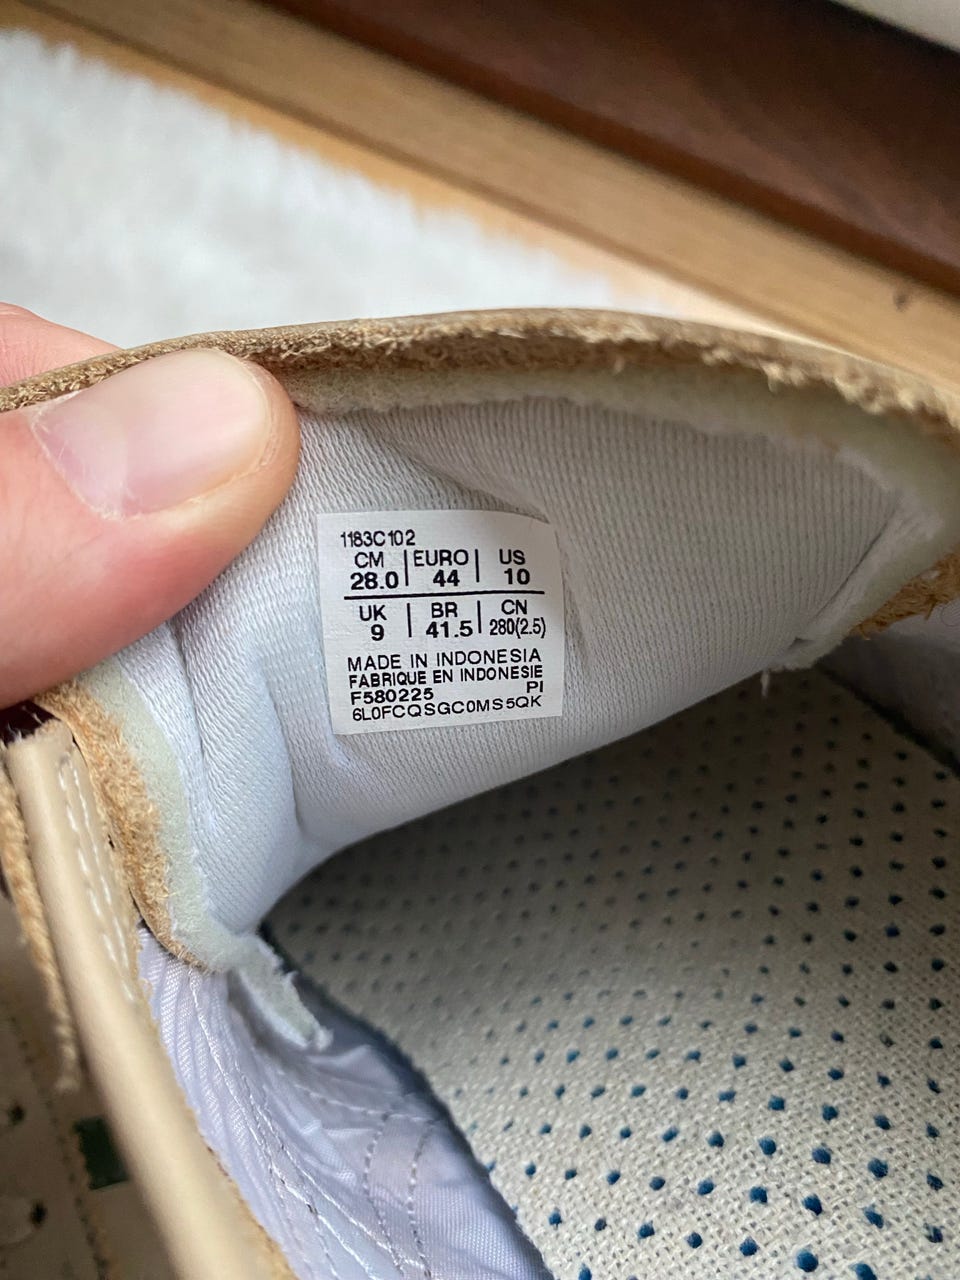 1183C102
CM EURO US
28.0 44 10
UK BR CN
9 41.5 280(2.5)
MADE IN INDONESIA
FABRIQUE EN INDONESIE
F580225 PI
6L0FCQSGC0MS5QK